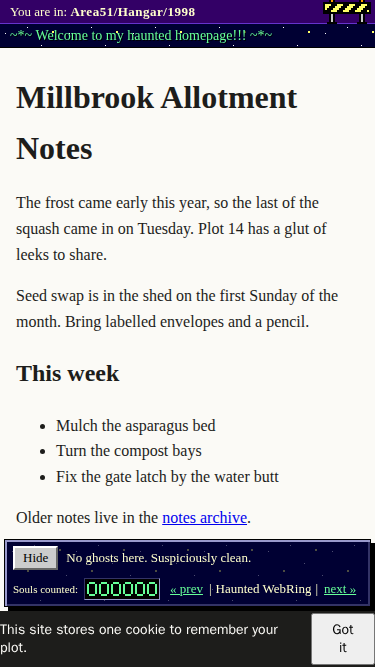 You are in: Area51/Hangar/1998
~*~ Welcome to my haunted homepage!!! ~*~
Millbrook Allotment
Notes
The frost came early this year, so the last of the
squash came in on Tuesday. Plot 14 has a glut of
leeks to share.
Seed swap is in the shed on the first Sunday of the
month. Bring labelled envelopes and a pencil.
This week
• Mulch the asparagus bed
• Turn the compost bays
• Fix the gate latch by the water butt
Older notes live in the notes archive.
Hide No ghosts here. Suspiciously clean.
Souls counted: 000000 « prev | Haunted WebRing | next »
This site stores one cookie to remember your
plot.
Got
it